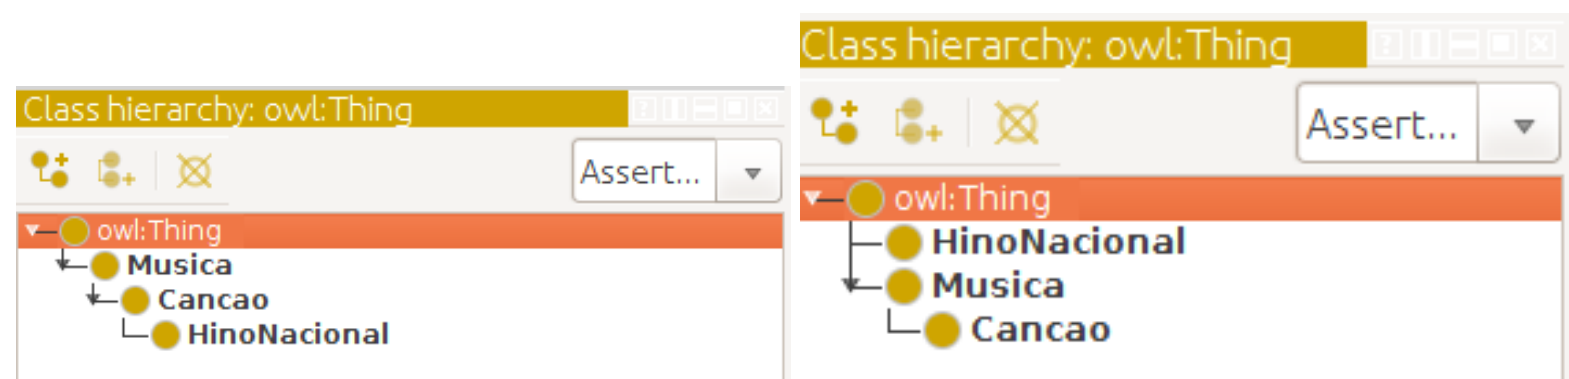 Class hierarchy: owl:Thing
Assert...
owl:Thing
Musica
Cancao
HinoNacional
Class hierarchy: owl:Thing
Assert...
owl:Thing
HinoNacional
Musica
Cancao